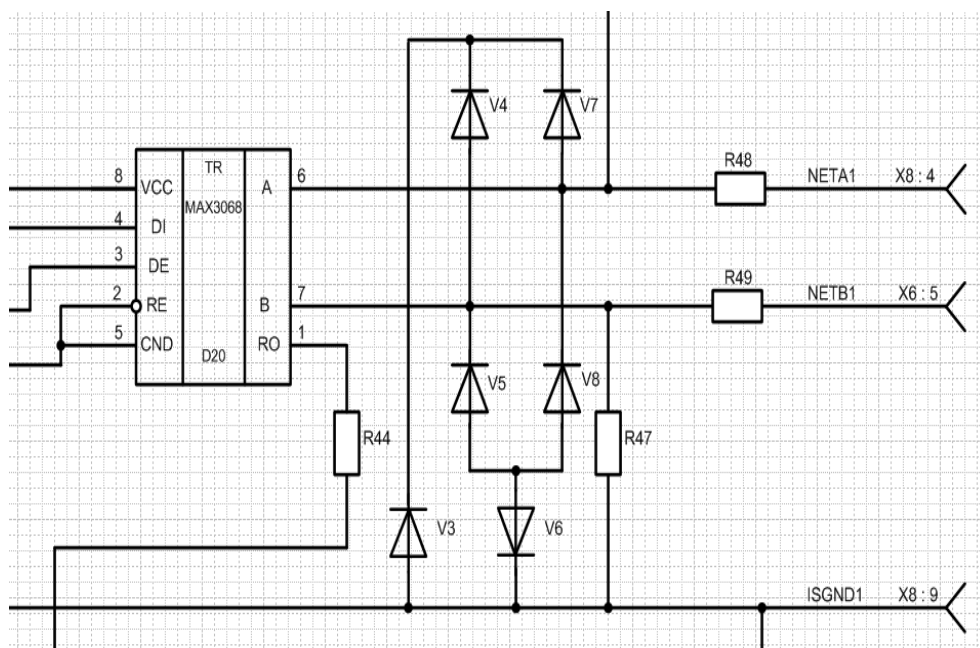 V4
V7
TR
MAX3068
D20
8
VCC
4
DI
3
DE
2
RE
5
CND
A
6
B
7
RO
1
R48
NETA1
X8 : 4
R49
NETB1
X6 : 5
V5
V8
R44
R47
V3
V6
ISGND1
X8 : 9